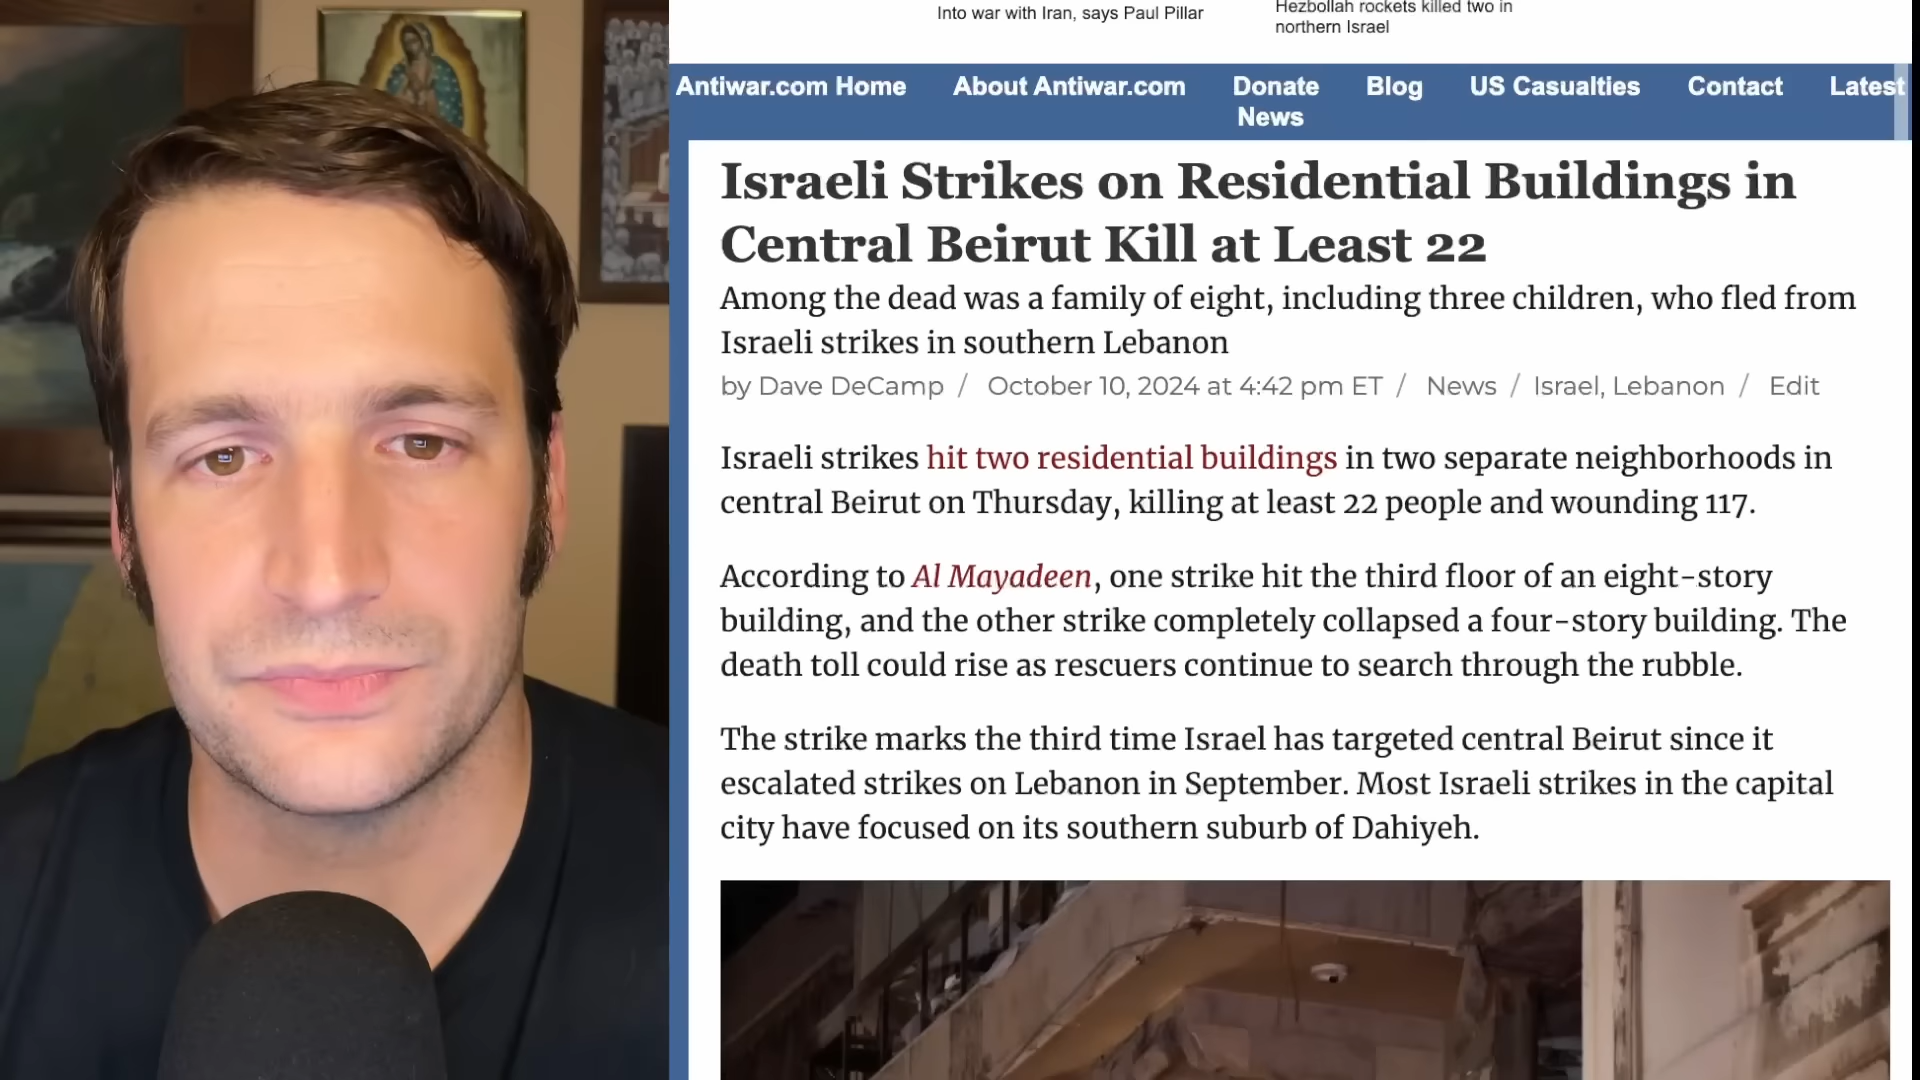 Into war with Iran, says Paul Pillar
Hezbollah rockets killed two in
northern Israel
Antiwar.com Home About Antiwar.com Donate Blog US Casualties Contact Latest
News
Israeli Strikes on Residential Buildings in
Central Beirut Kill at Least 22
Among the dead was a family of eight, including three children, who fled from
Israeli strikes in southern Lebanon
by Dave DeCamp / October 10, 2024 at 4:42 pm ET / News / Israel, Lebanon / Edit
Israeli strikes hit two residential buildings in two separate neighborhoods in
central Beirut on Thursday, killing at least 22 people and wounding 117.
According to Al Mayadeen, one strike hit the third floor of an eight-story
building, and the other strike completely collapsed a four-story building. The
death toll could rise as rescuers continue to search through the rubble.
The strike marks the third time Israel has targeted central Beirut since it
escalated strikes on Lebanon in September. Most Israeli strikes in the capital
city have focused on its southern suburb of Dahiyeh.